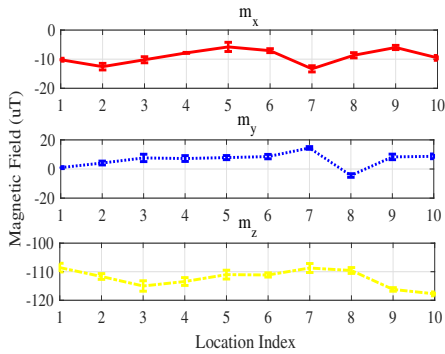 m_x
0
-10
-20
1 2 3 4 5 6 7 8 9 10
m_y
20
0
-20
1 2 3 4 5 6 7 8 9 10
m_z
-100
-110
-120
1 2 3 4 5 6 7 8 9 10
Magnetic Field (uT)
Location Index